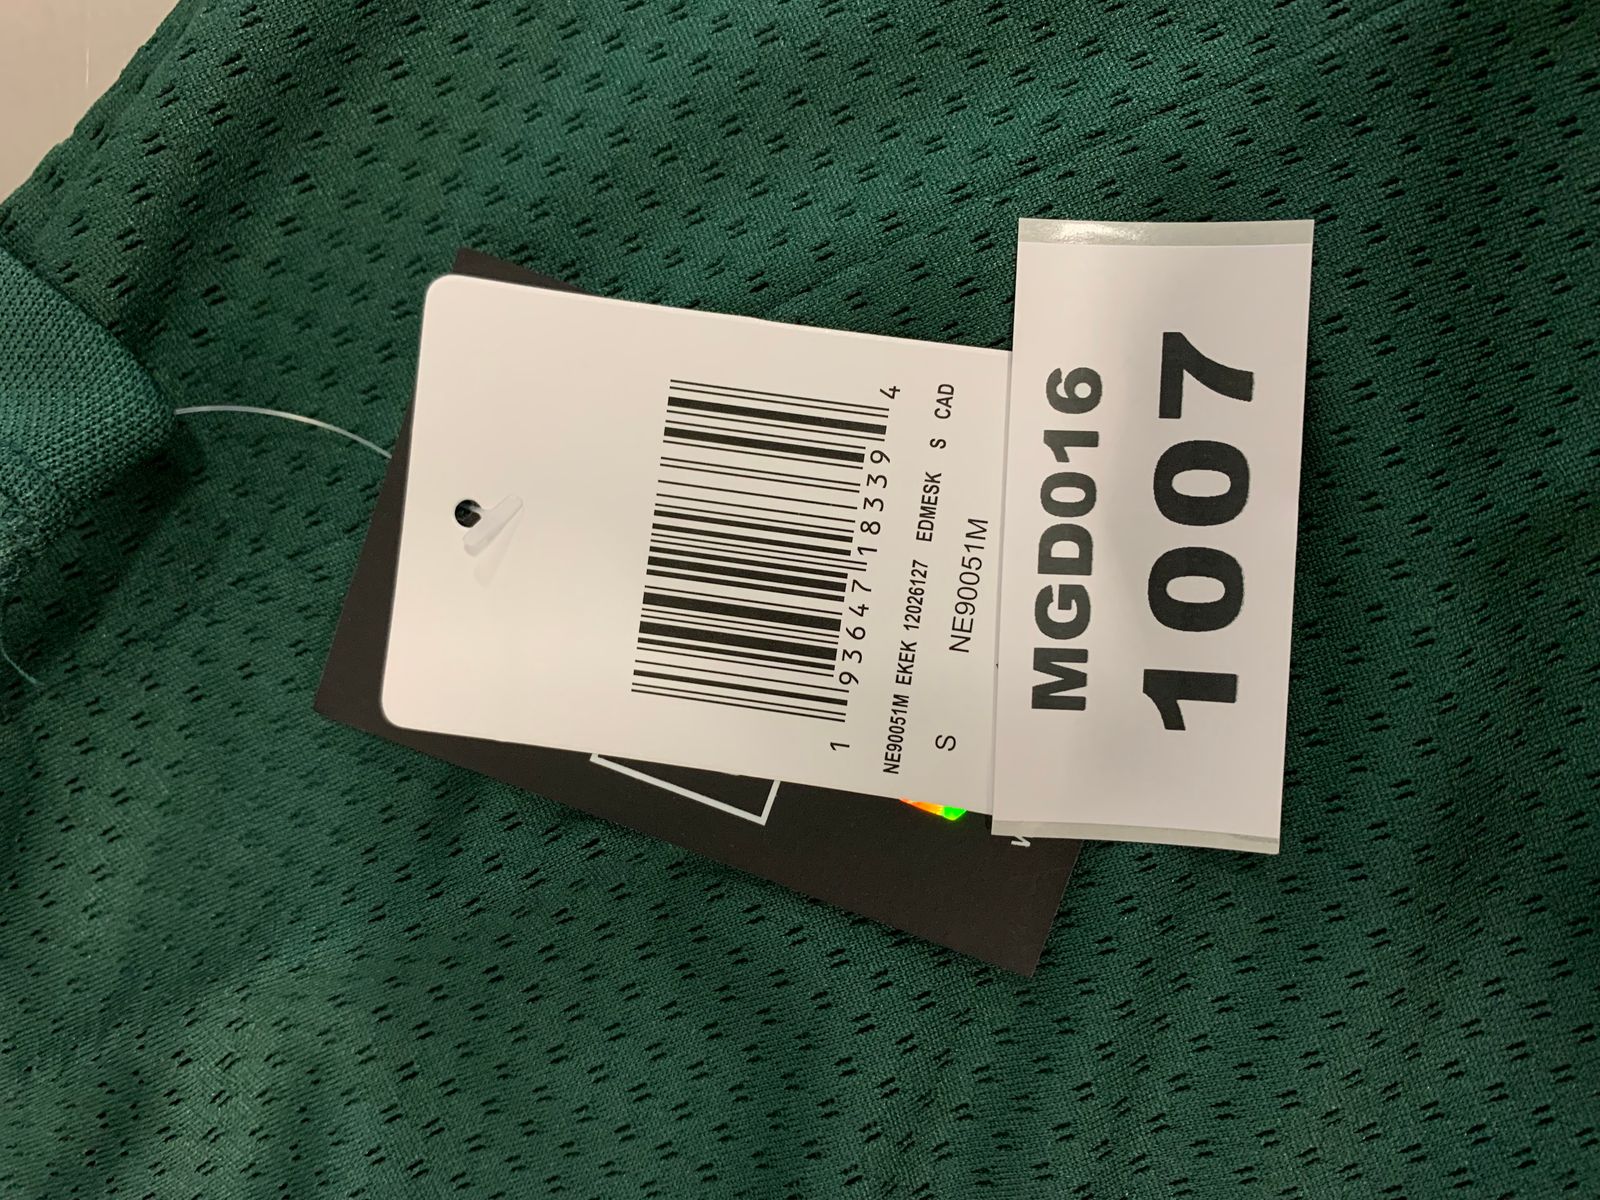 1 93647 18339 4
NE90051M EKEK 12026127 EDMESK S CAD
S NE90051M
MGD016
1007